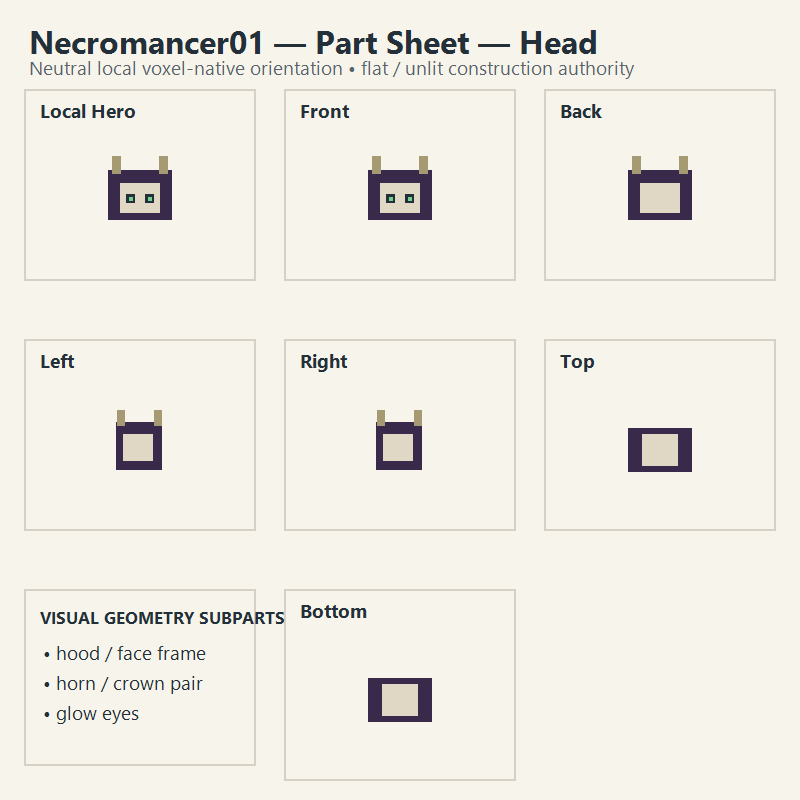 Necromancer01 — Part Sheet — Head
Neutral local voxel-native orientation • flat / unlit construction authority
Local Hero
Front
Back
Left
Right
Top
VISUAL GEOMETRY SUBPARTS
• hood / face frame
• horn / crown pair
• glow eyes
Bottom